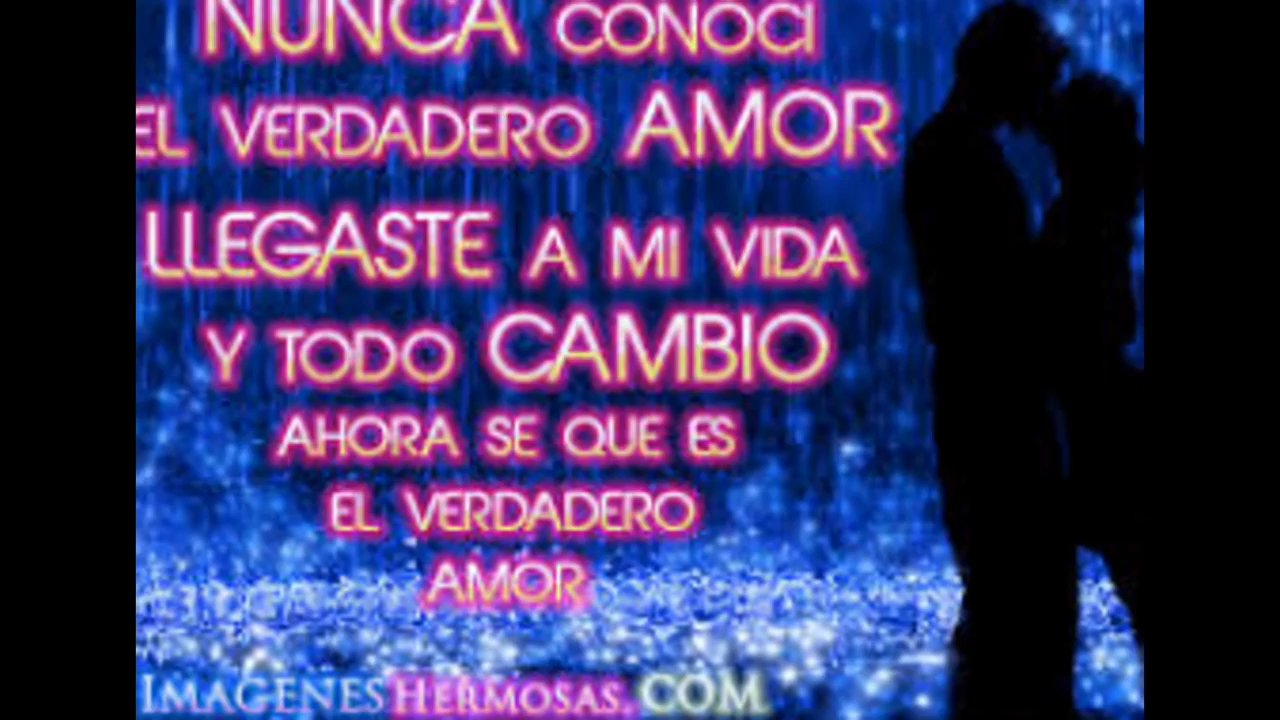 NUNCA CONOCI
EL VERDADERO AMOR
LLEGASTE A MI VIDA
Y TODO CAMBIO
AHORA SE QUE ES
EL VERDADERO
AMOR
IMAGENESHERMOSAS.COM